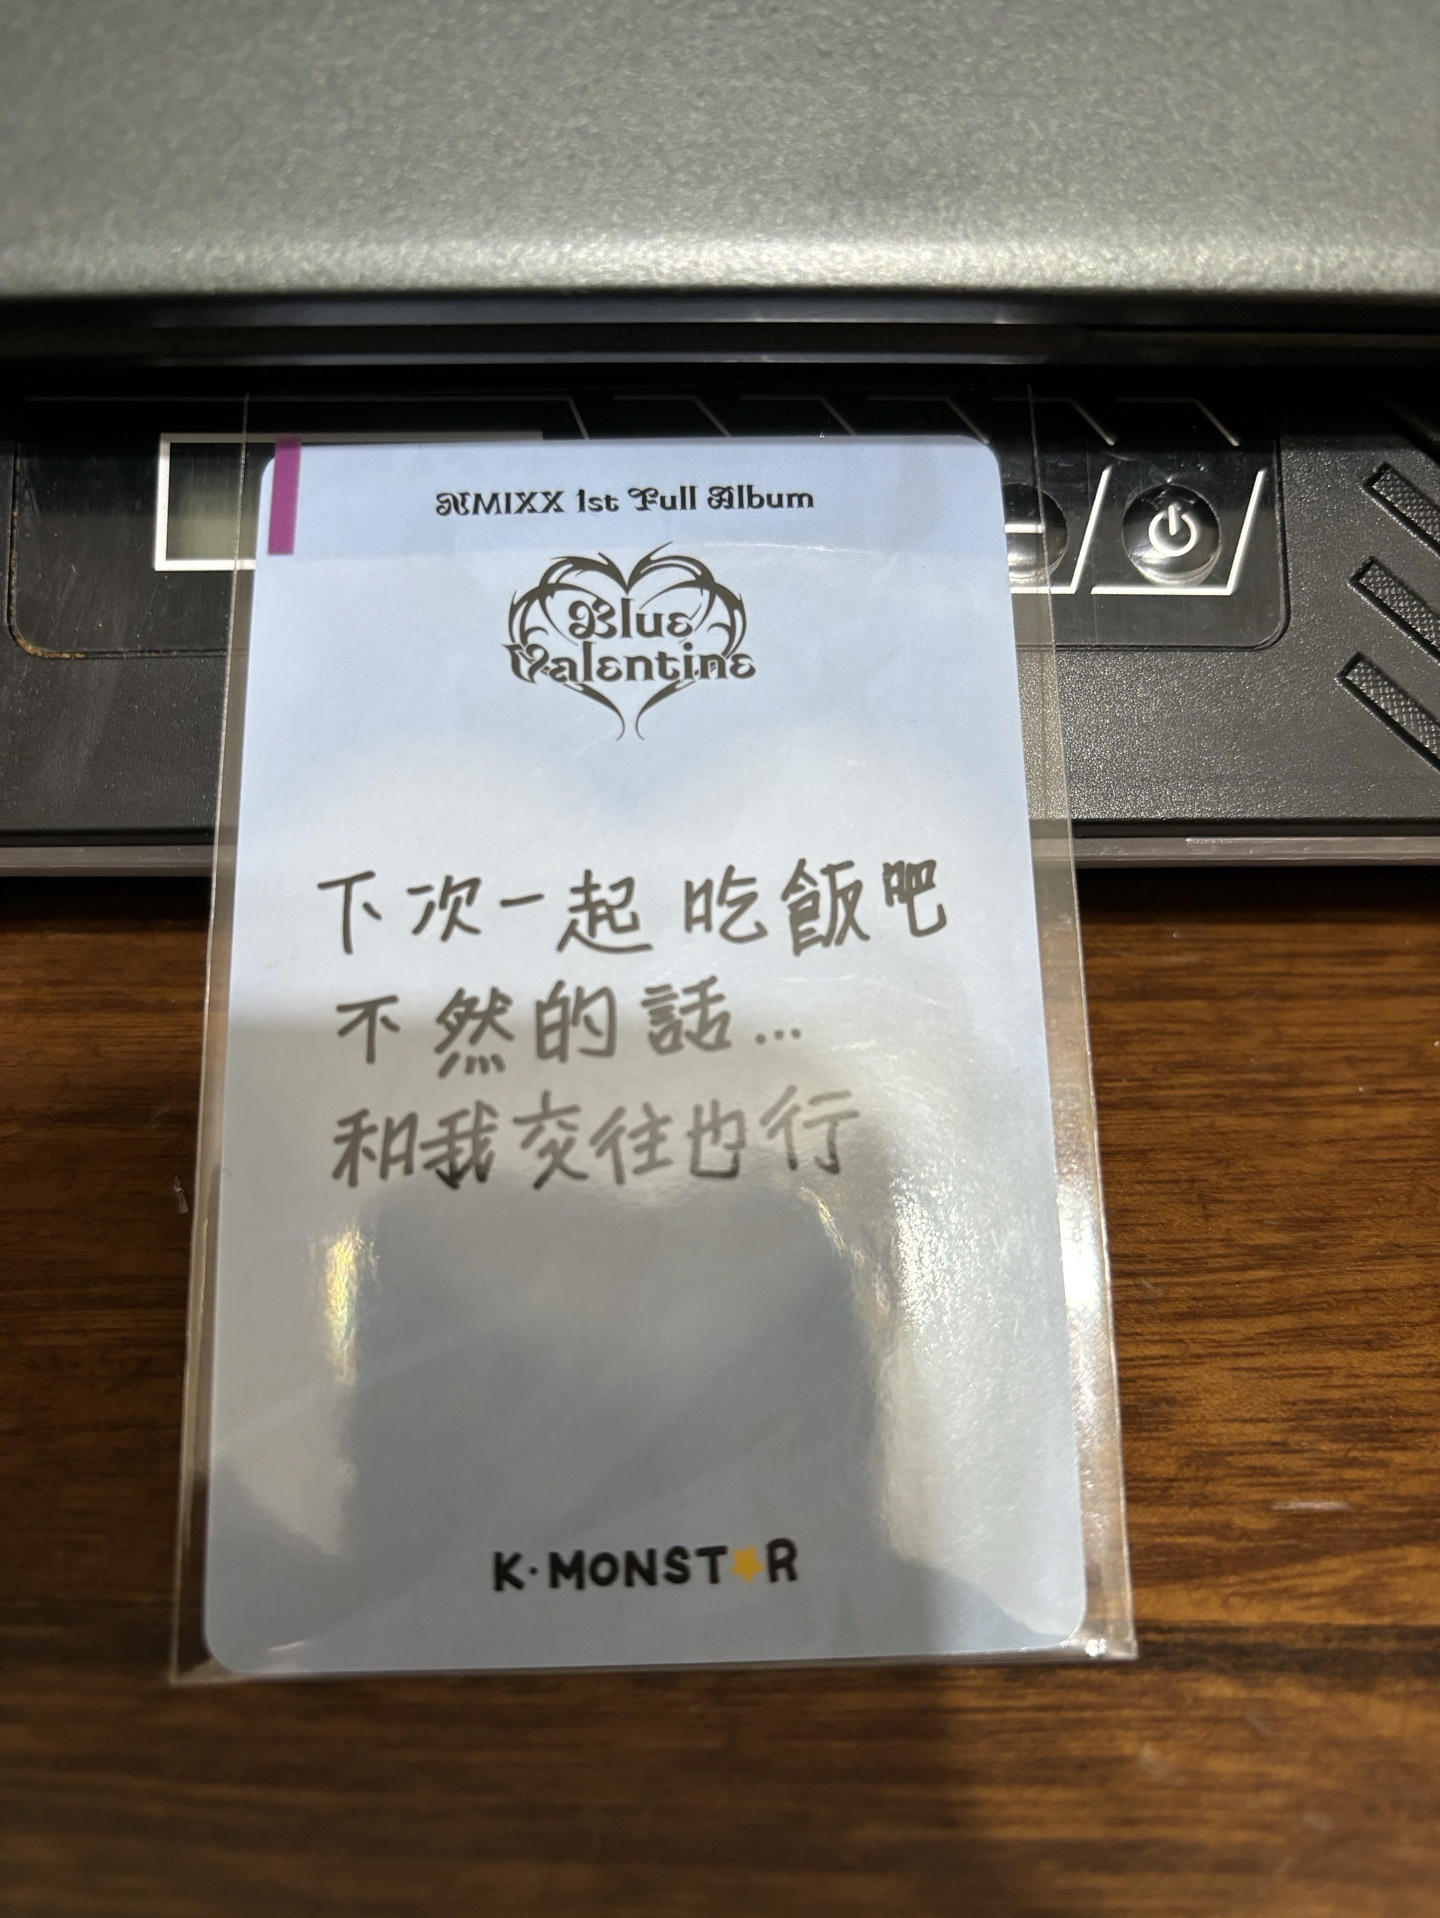 NMIXX 1st Full Album
Blue
Valentine
下次一起 吃飯吧
不然的話...
和我交往也行
K·MONST★R